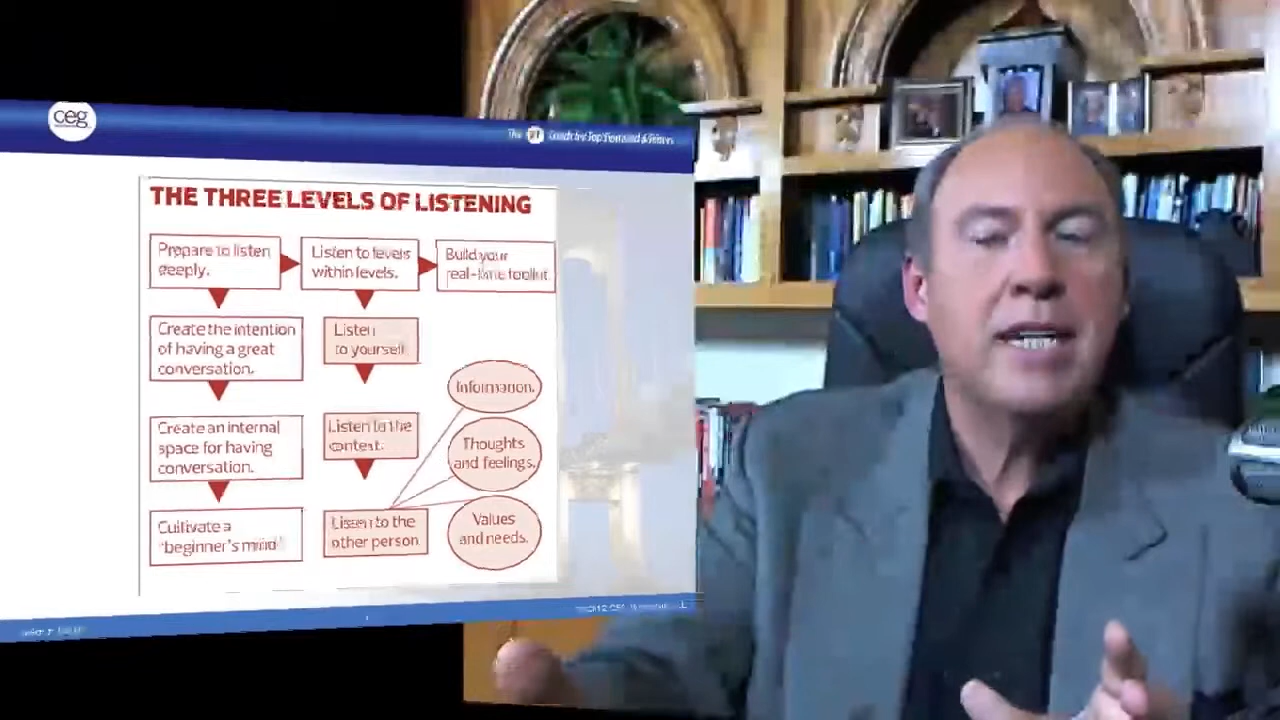 ceg
The
THE THREE LEVELS OF LISTENING
Prepare to listen
deeply.
Listen to levels
within levels.
Build your
real-time toolkit.
Create the intention
of having a great
conversation.
Listen
to yourself.
Information.
Create an internal
space for having
conversation.
Listen to the
context.
Thoughts
and feelings.
Cultivate a
"beginner's mind"
Listen to the
other person.
Values
and needs.